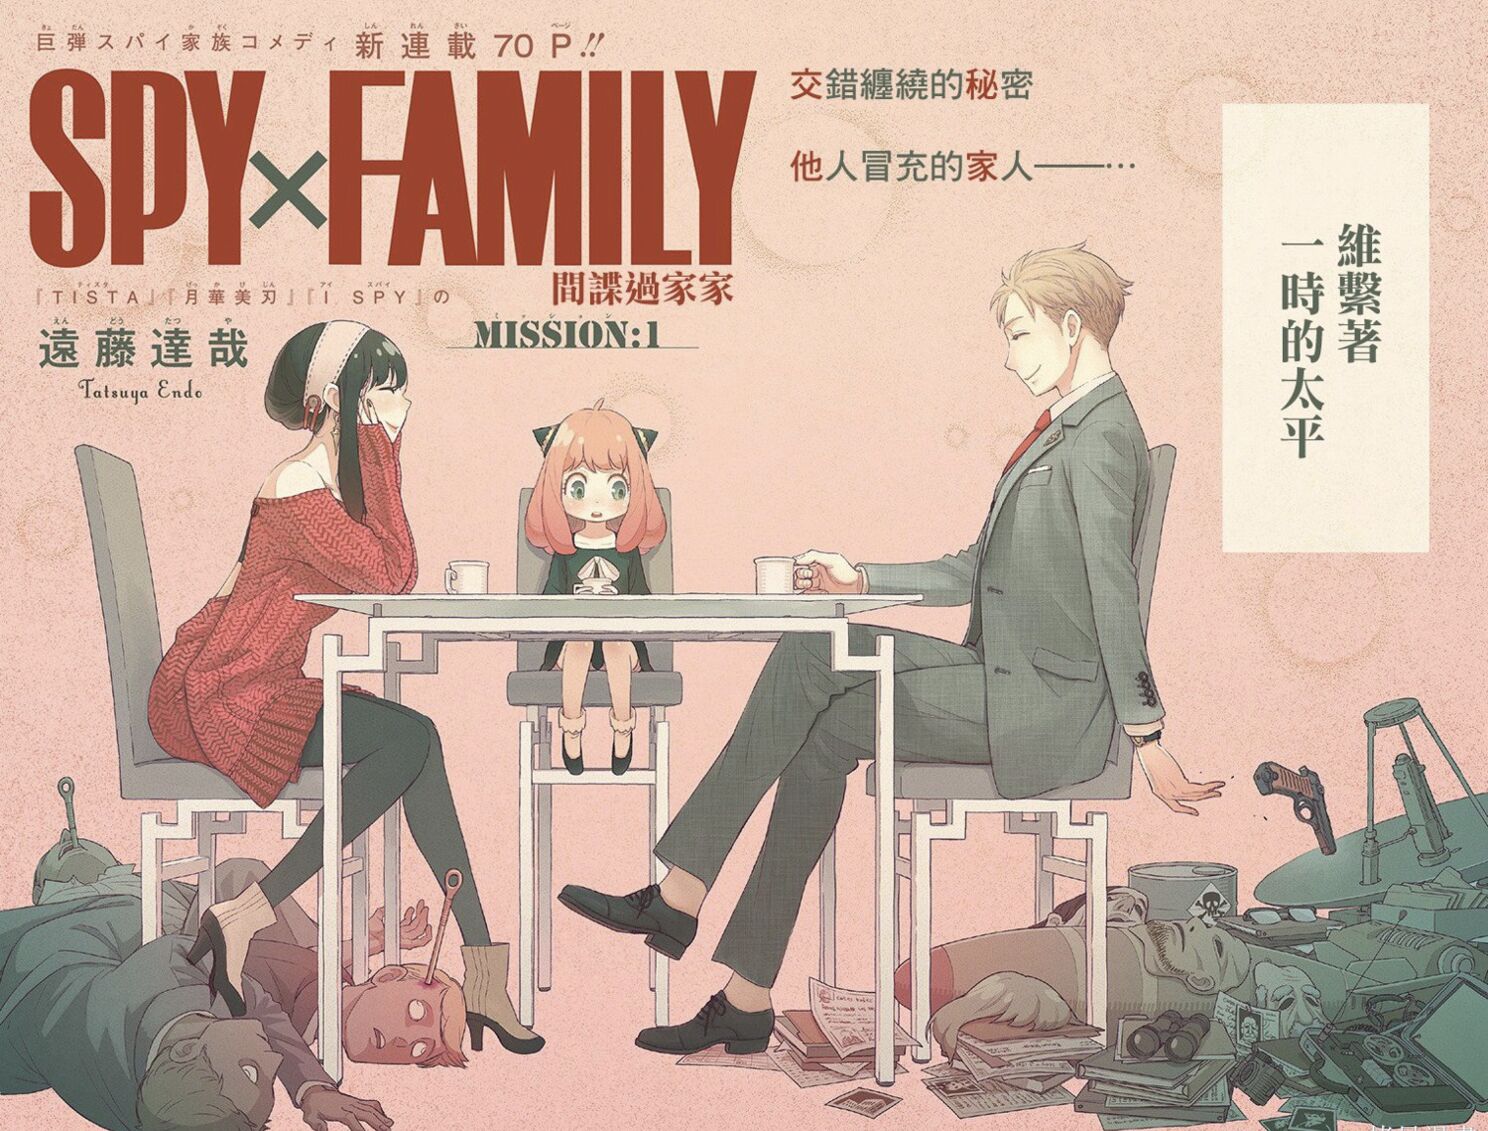 巨弾スパイ家族コメディ 新連載70P!!
SPY×FAMILY
間諜過家家
『TISTA』『月華美刃』『I SPY』の
遠藤達哉
Tatsuya Endo
MISSION:1
交錯纏繞的秘密
他人冒充的家人——…
維繫著
一時的太平